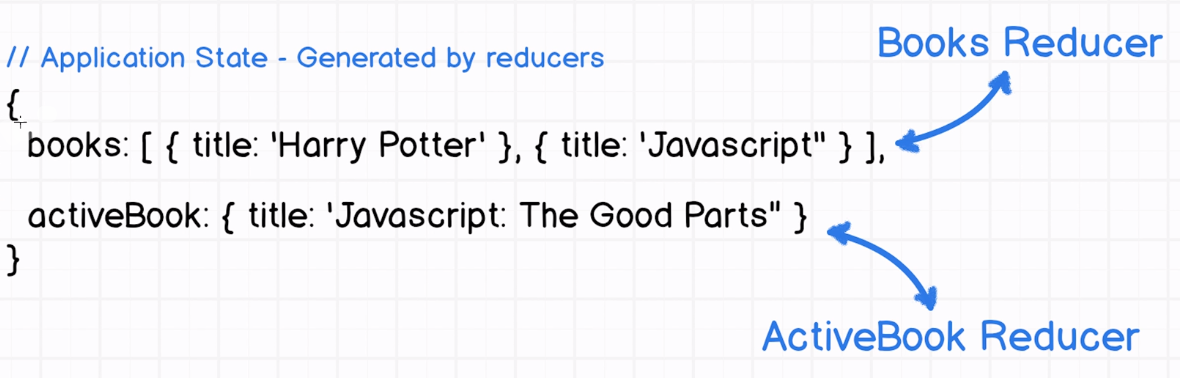 Books Reducer
// Application State - Generated by reducers
{
books: [ { title: 'Harry Potter' }, { title: 'Javascript" } ],
activeBook: { title: 'Javascript: The Good Parts" }
}
ActiveBook Reducer